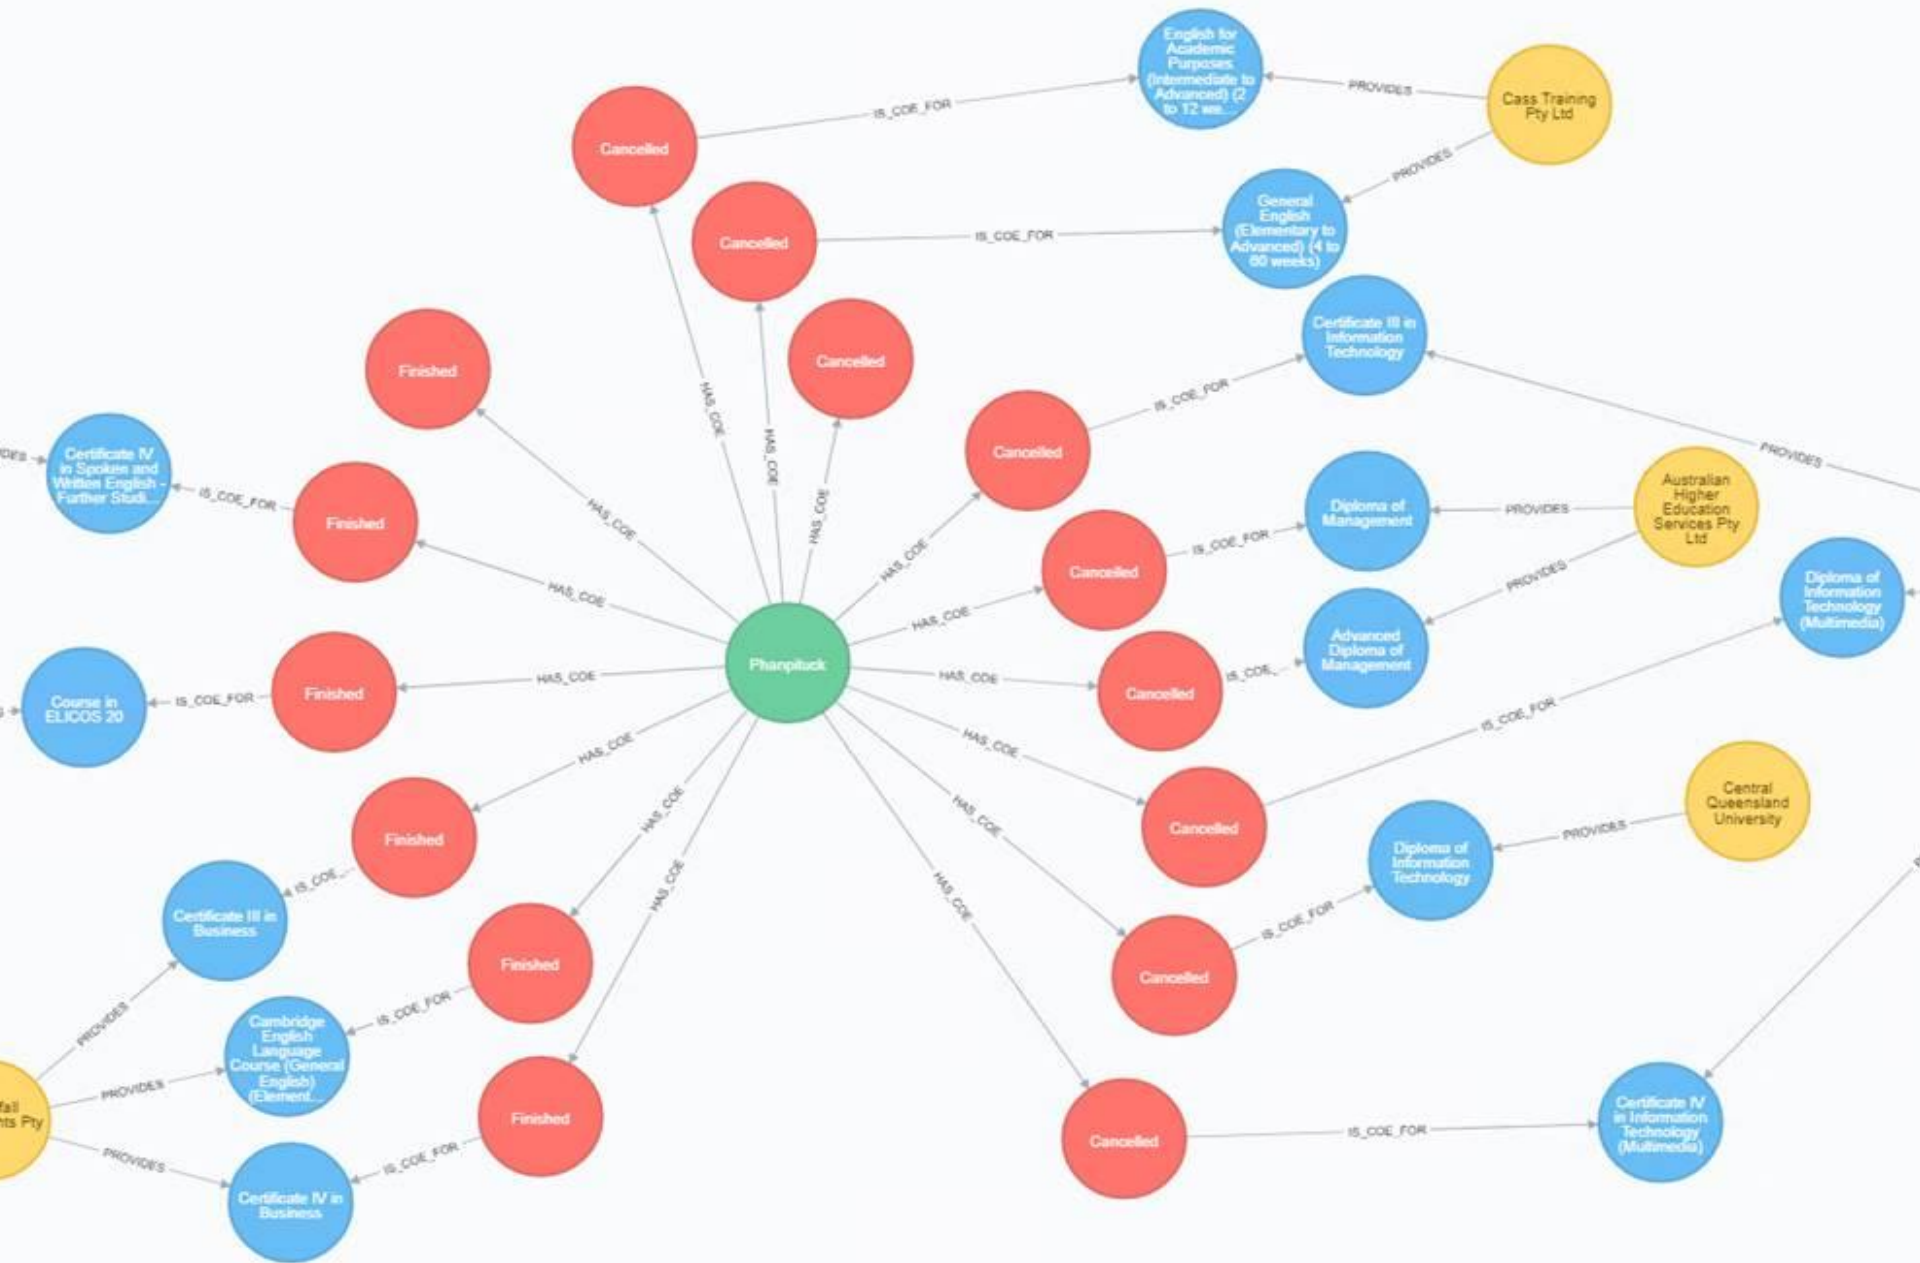 English for
Academic
Purposes
(Intermediate to
Advanced) (2
to 12 we...
PROVIDES
Cass Training
Pty Ltd
IS_COE_FOR
Cancelled
PROVIDES
General
English
(Elementary to
Advanced) (4 to
60 weeks)
Cancelled
IS_COE_FOR
Certificate III in
Information
Technology
Cancelled
Finished
HAS_COE
IS_COE_FOR
HAS_COE
Cancelled
PROVIDES
Certificate IV
in Spoken and
Written English -
Further Studi...
IS_COE_FOR
Finished
HAS_COE
HAS_COE
Diploma of
Management
PROVIDES
Australian
Higher
Education
Services Pty
Ltd
IS_COE_FOR
HAS_COE
Cancelled
PROVIDES
HAS_COE
HAS_COE
Diploma of
Information
Technology
(Multimedia)
Phanpituck
Advanced
Diploma of
Management
Course in
ELICOS 20
IS_COE_FOR
Finished
HAS_COE
HAS_COE
Cancelled
IS_COE_...
IS_COE_FOR
HAS_COE
HAS_COE
Central
Queensland
University
Finished
HAS_COE
HAS_COE
Cancelled
PROVIDES
Diploma of
Information
Technology
IS_COE_...
HAS_COE
HAS_COE
Certificate III in
Business
IS_COE_FOR
Finished
Cancelled
PROVIDES
IS_COE_FOR
Cambridge
English
Language
Course (General
English)
(Element...
PROVIDES
fall
nts Pty
Finished
Cancelled
IS_COE_FOR
Certificate IV
in Information
Technology
(Multimedia)
PROVIDES
IS_COE_FOR
Certificate IV in
Business